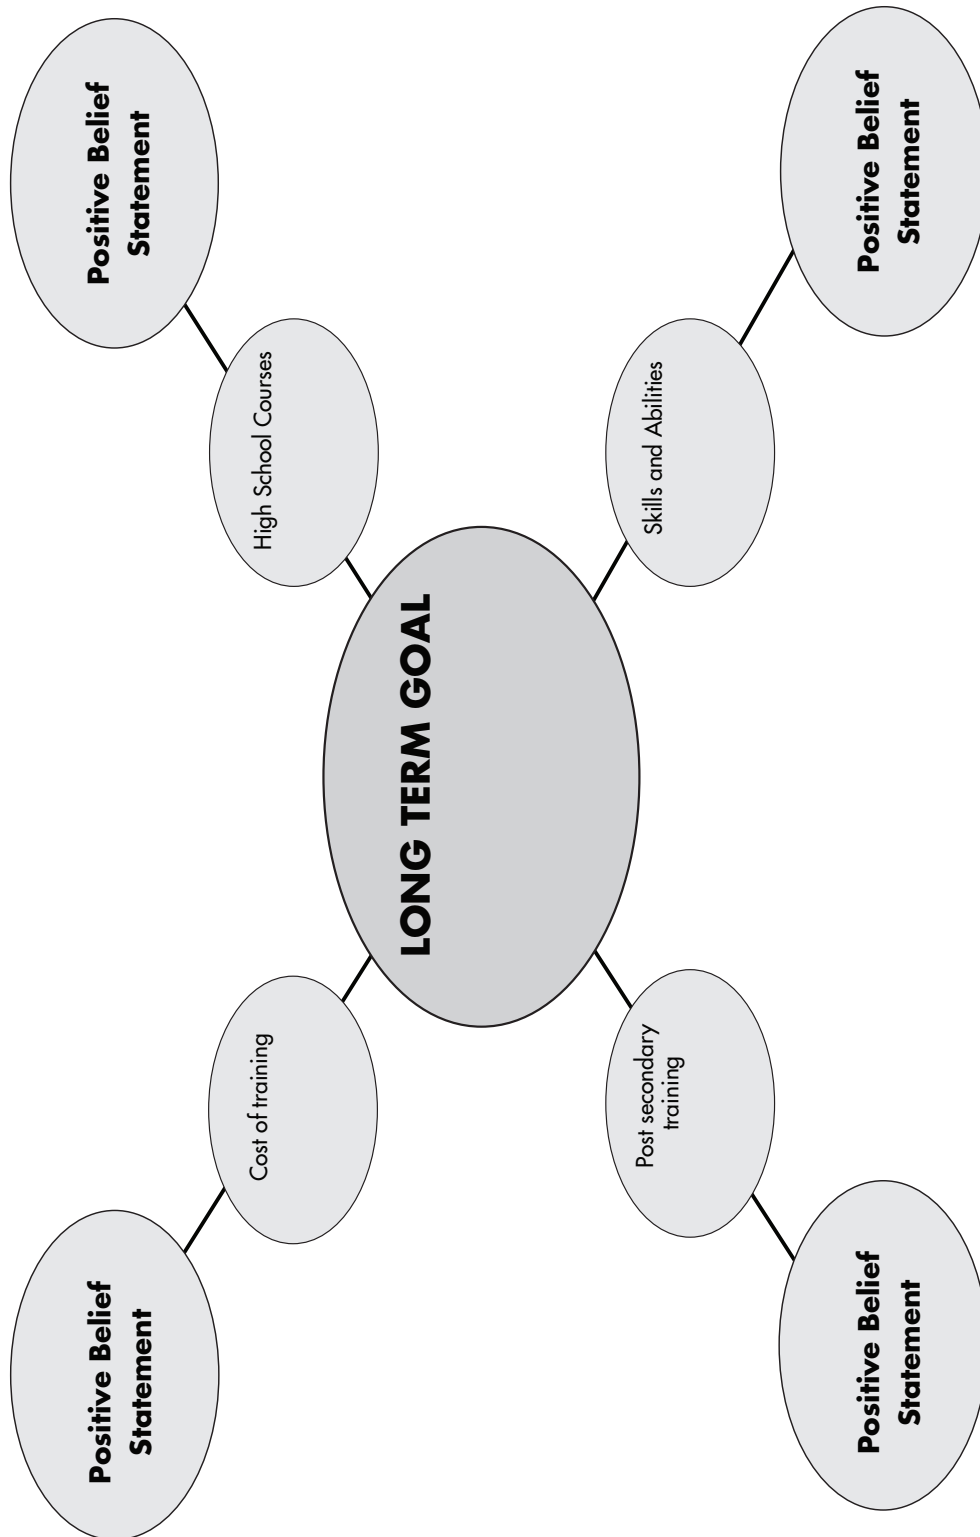 Positive Belief
Statement
Positive Belief
Statement
Cost of training
High School Courses
LONG TERM GOAL
Post secondary
training
Skills and Abilities
Positive Belief
Statement
Positive Belief
Statement